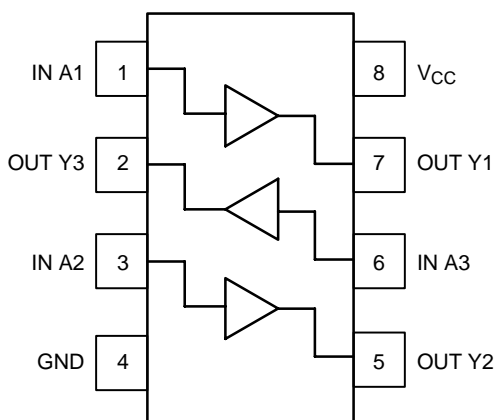 IN A1 1 8 VCC
OUT Y3 2 7 OUT Y1
IN A2 3 6 IN A3
GND 4 5 OUT Y2